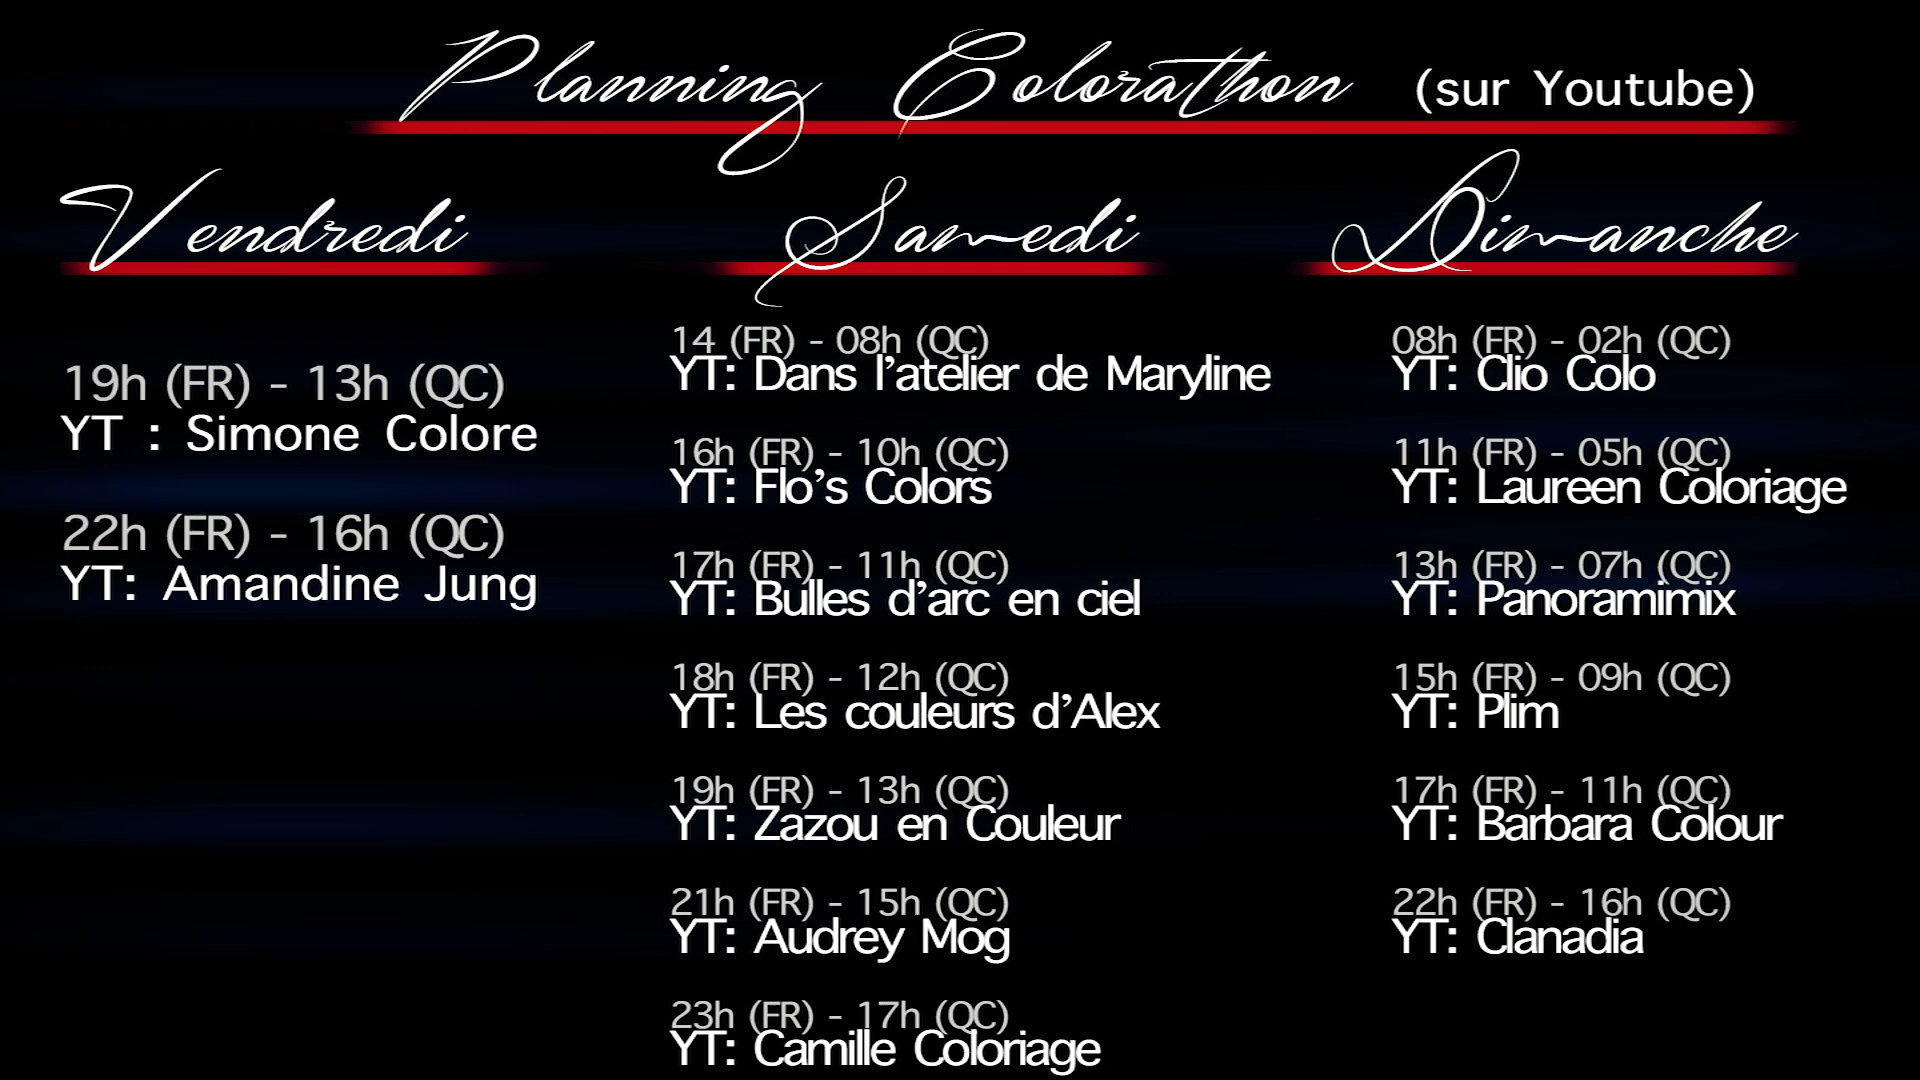 Planning Colorathon (sur Youtube)
Vendredi
19h (FR) - 13h (QC)
YT : Simone Colore
22h (FR) - 16h (QC)
YT: Amandine Jung
Samedi
14 (FR) - 08h (QC)
YT: Dans l’atelier de Maryline
16h (FR) - 10h (QC)
YT: Flo’s Colors
17h (FR) - 11h (QC)
YT: Bulles d’arc en ciel
18h (FR) - 12h (QC)
YT: Les couleurs d’Alex
19h (FR) - 13h (QC)
YT: Zazou en Couleur
21h (FR) - 15h (QC)
YT: Audrey Mog
23h (FR) - 17h (QC)
YT: Camille Coloriage
Dimanche
08h (FR) - 02h (QC)
YT: Clio Colo
11h (FR) - 05h (QC)
YT: Laureen Coloriage
13h (FR) - 07h (QC)
YT: Panoramimix
15h (FR) - 09h (QC)
YT: Plim
17h (FR) - 11h (QC)
YT: Barbara Colour
22h (FR) - 16h (QC)
YT: Clanadia